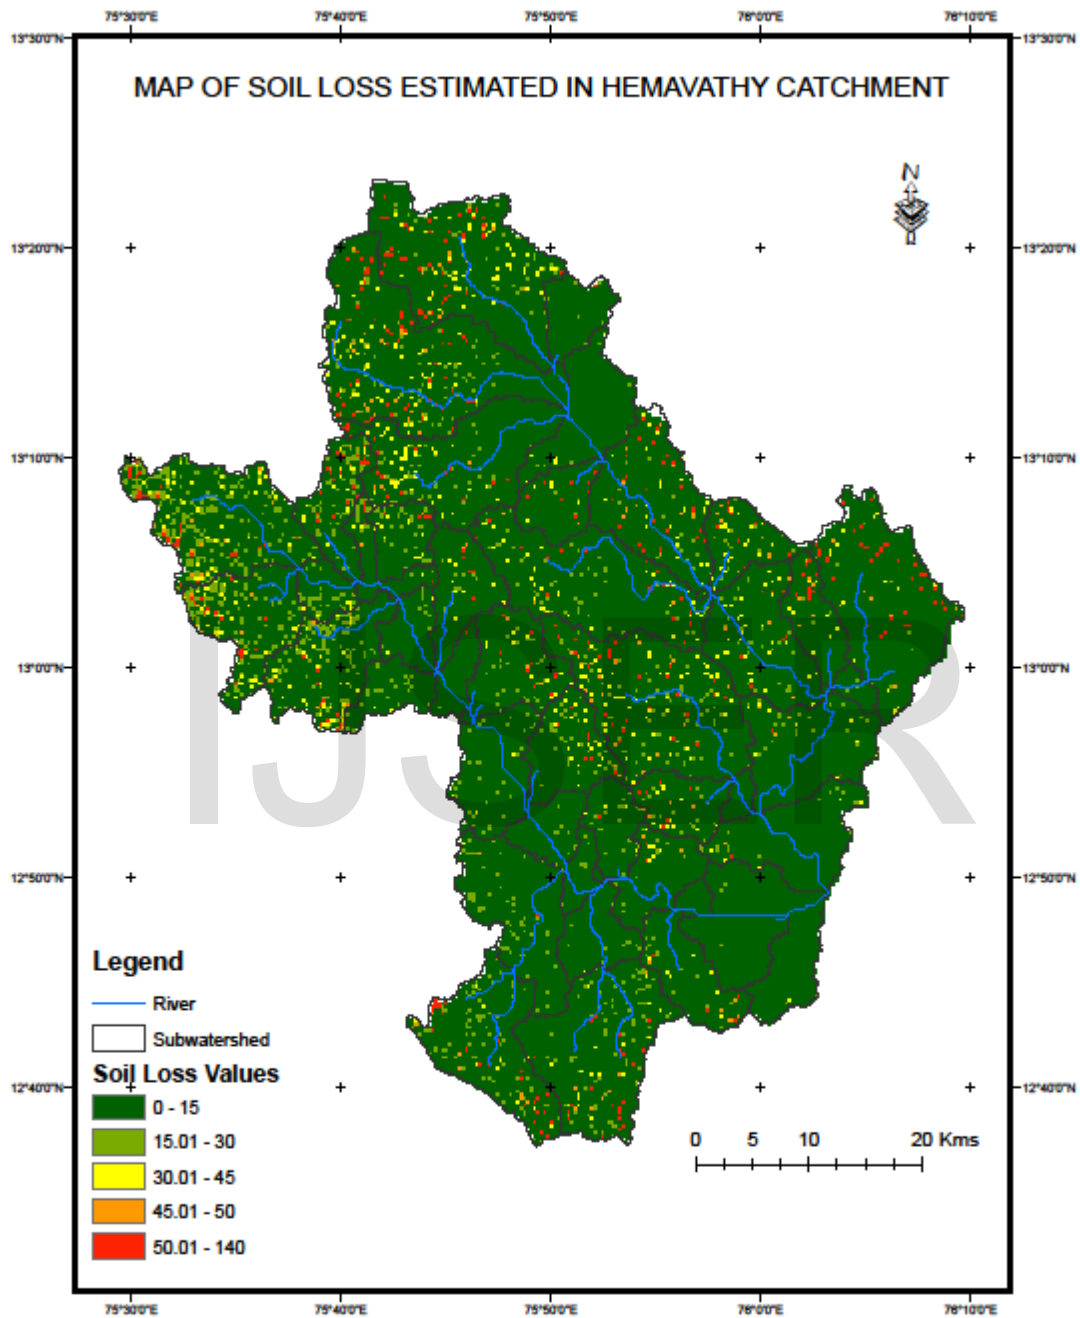 75°30'0"E 75°40'0"E 75°50'0"E 76°0'0"E 76°10'0"E
13°30'0"N 13°30'0"N
MAP OF SOIL LOSS ESTIMATED IN HEMAVATHY CATCHMENT
N
13°20'0"N 13°20'0"N
13°10'0"N 13°10'0"N
13°0'0"N 13°0'0"N
IJSER
12°50'0"N 12°50'0"N
Legend
River
Subwatershed
Soil Loss Values
12°40'0"N 12°40'0"N
0 - 15
15.01 - 30
30.01 - 45
45.01 - 50
50.01 - 140
0 5 10 20 Kms
75°30'0"E 75°40'0"E 75°50'0"E 76°0'0"E 76°10'0"E